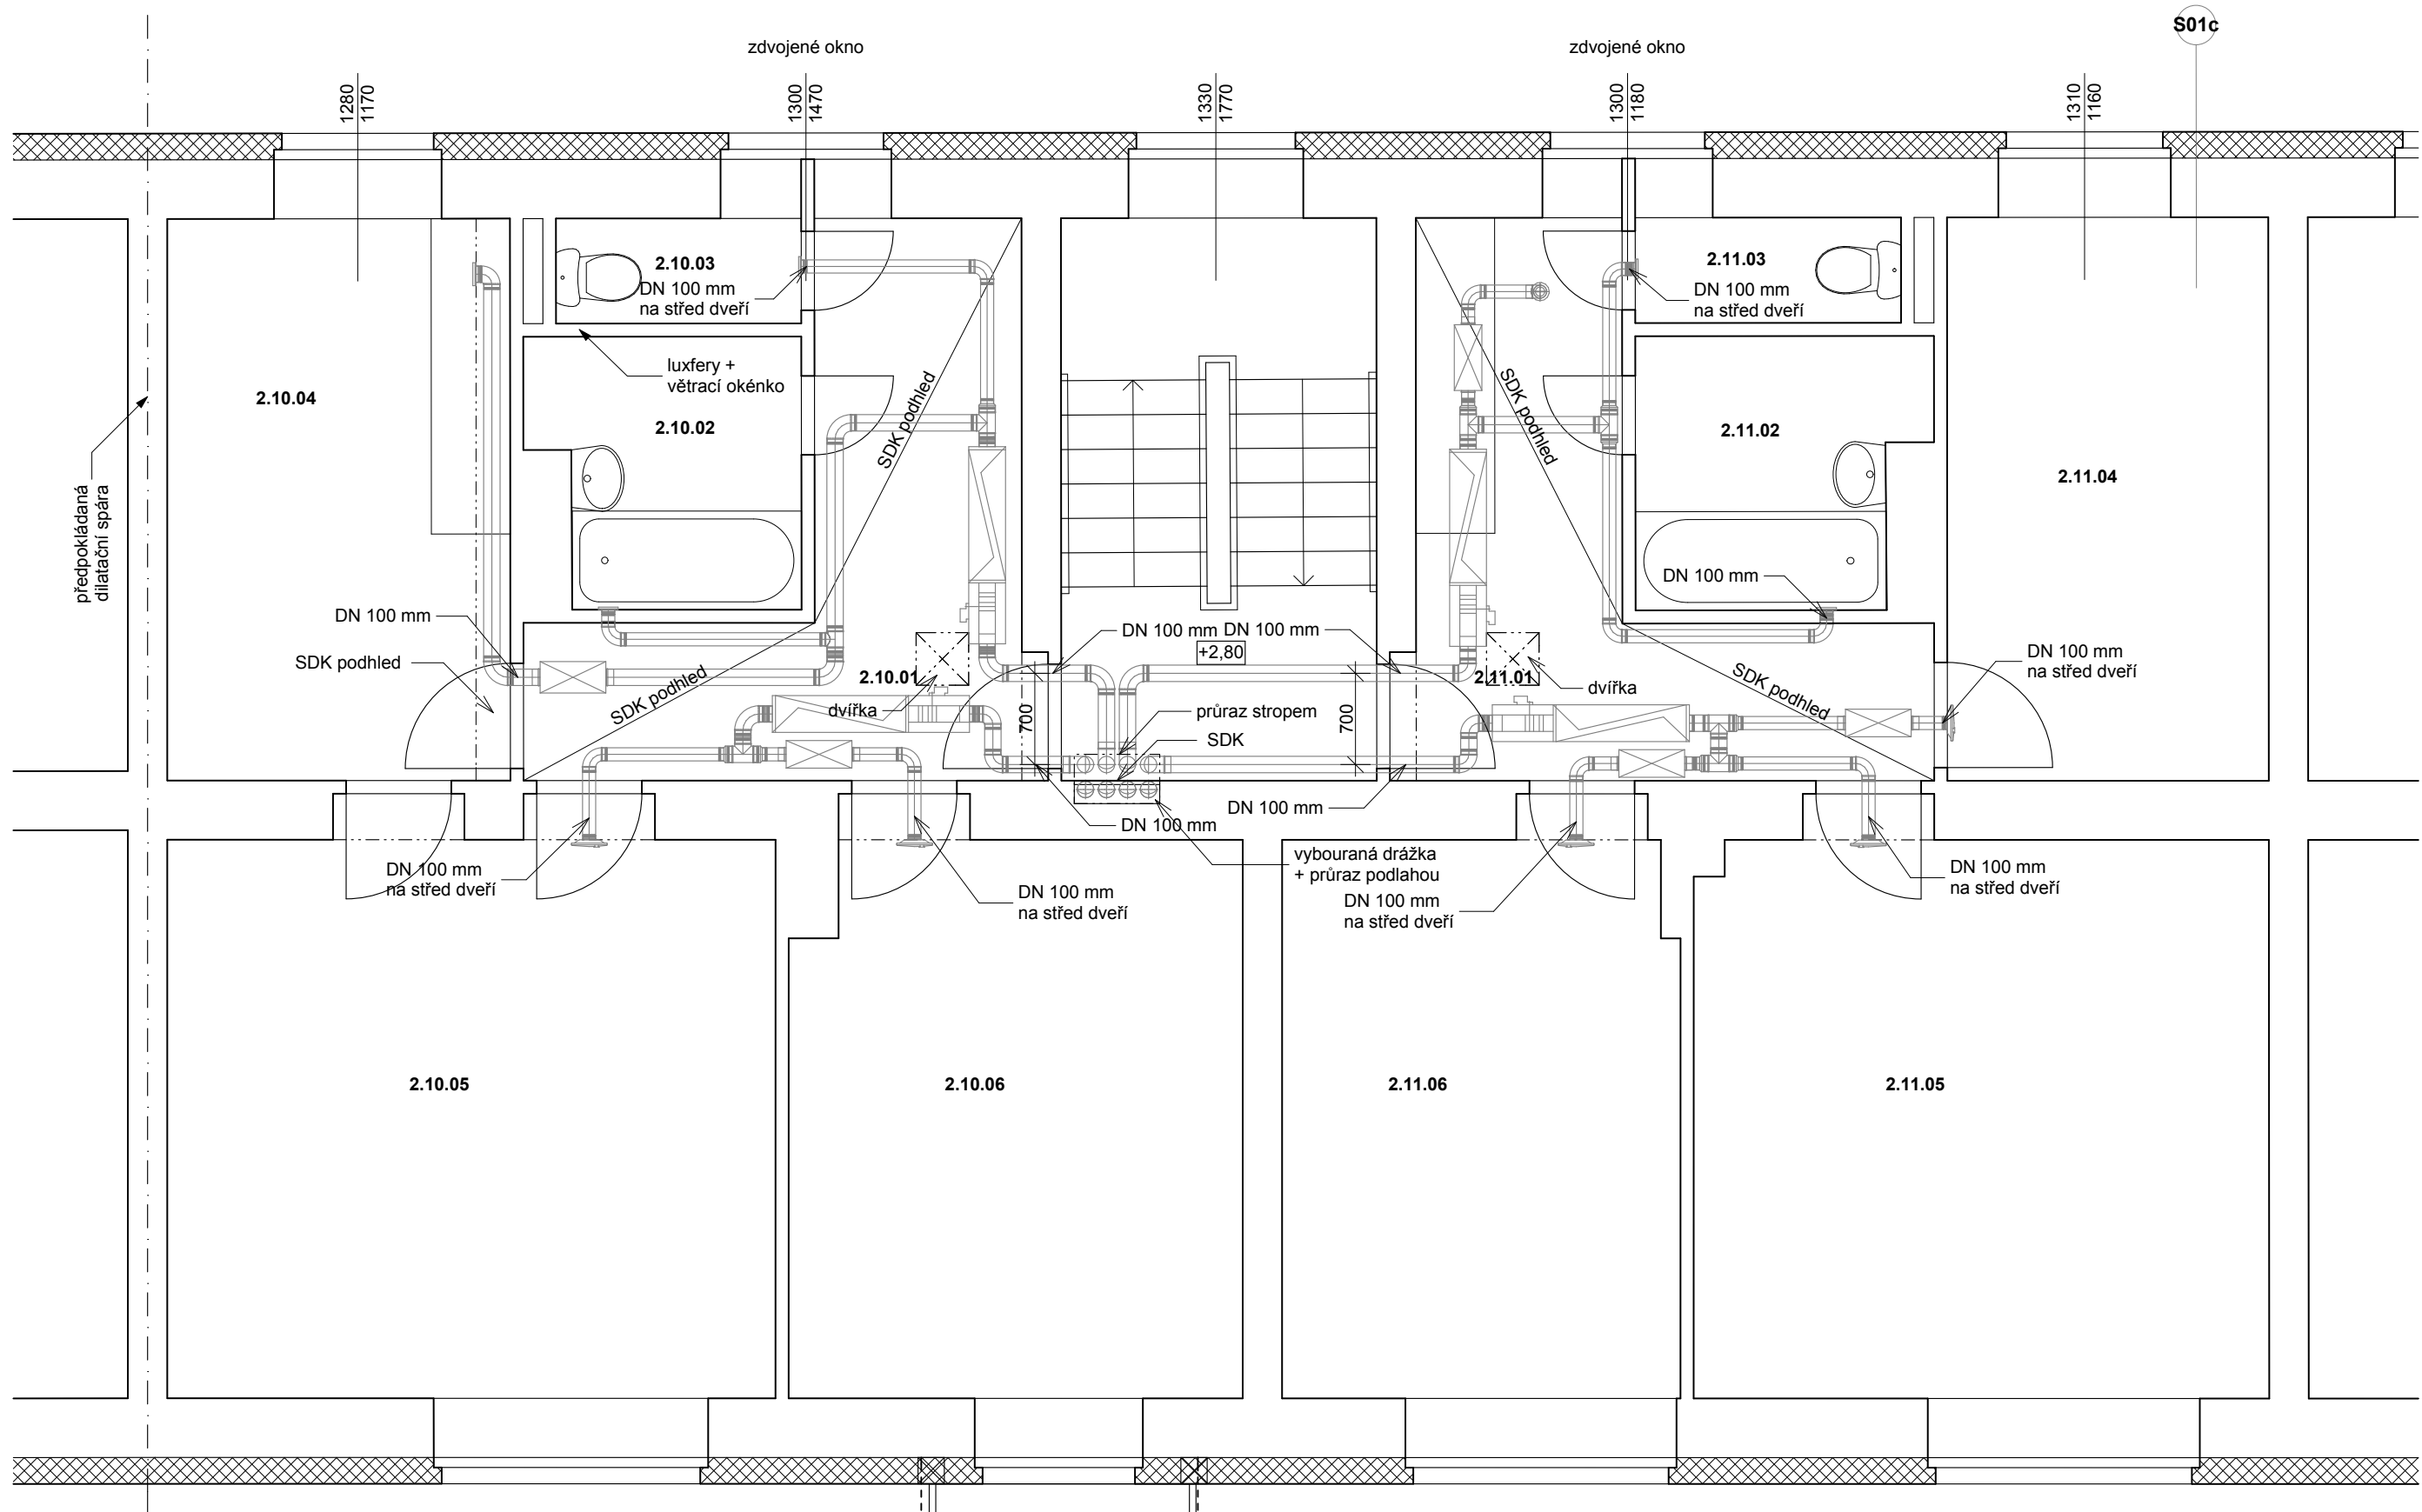 S01c
zdvojené okno
zdvojené okno
1280
1170
1300
1470
1330
1770
1300
1180
1310
1160
2.10.03
DN 100 mm
na střed dveří
2.11.03
DN 100 mm
na střed dveří
luxfery +
větrací okénko
2.10.04
2.10.02
SDK podhled
SDK podhled
2.11.02
2.11.04
předpokládaná
dilatační spára
DN 100 mm
DN 100 mm
SDK podhled
DN 100 mm
DN 100 mm
+2,80
SDK podhled
2.10.01
dvířka
2.11.01
dvířka
SDK podhled
DN 100 mm
na střed dveří
700
průraz stropem
SDK
700
DN 100 mm
DN 100 mm
vybouraná drážka
+ průraz podlahou
DN 100 mm
na střed dveří
DN 100 mm
na střed dveří
DN 100 mm
na střed dveří
DN 100 mm
na střed dveří
2.10.05
2.10.06
2.11.06
2.11.05